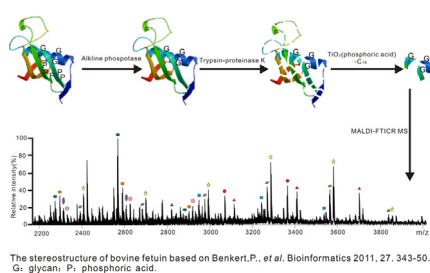 G G
G G
P P P
P P
Alkline phospotase
G G
G G
Trypsin-proteinase K
G G
G G
TiO₂(phosphoric acid)
-C₁₈
G G
MALDI-FTICR MS
Relative intensity(%)
100
80
60
40
20
0
2200 2400 2600 2800 3000 3200 3400 3600 3800 m/z
The stereostructure of bovine fetuin based on Benkert,P., et al. Bioinformatics 2011, 27. 343-50.
G: glycan; P: phosphoric acid.